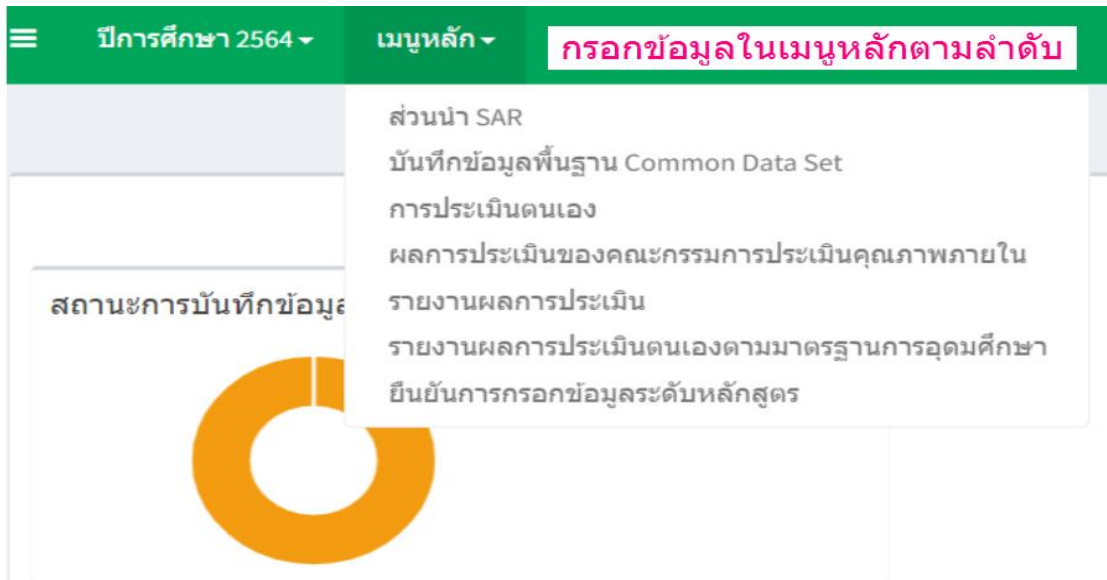 ปีการศึกษา 2564 เมนูหลัก กรอกข้อมูลในเมนูหลักตามลำดับ
ส่วนนำ SAR
บันทึกข้อมูลพื้นฐาน Common Data Set
การประเมินตนเอง
ผลการประเมินของคณะกรรมการประเมินคุณภาพภายใน
สถานะการบันทึกข้อมูล
รายงานผลการประเมิน
รายงานผลการประเมินตนเองตามมาตรฐานการอุดมศึกษา
ยืนยันการกรอกข้อมูลระดับหลักสูตร